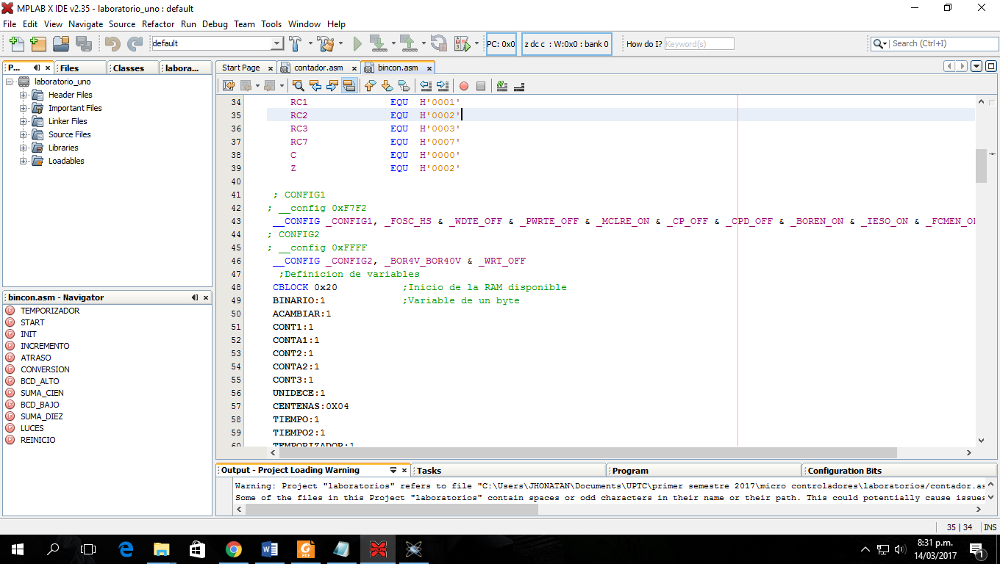 MPLAB X IDE v2.35 - laboratorio_uno : default
File Edit View Navigate Source Refactor Run Debug Team Tools Window Help
default
PC: 0x0
z dc c : W:0x0 : bank 0
How do I?
Keyword(s)
Search (Ctrl+I)
P...
Files
Classes
labora...
Start Page
contador.asm
bincon.asm
laboratorio_uno
Header Files
Important Files
Linker Files
Source Files
Libraries
Loadables
bincon.asm - Navigator
TEMPORIZADOR
START
INIT
INCREMENTO
ATRASO
CONVERSION
BCD_ALTO
SUMA_CIEN
BCD_BAJO
SUMA_DIEZ
LUCES
REINICIO
34 RC1 EQU H'0001'
35 RC2 EQU H'0002'
36 RC3 EQU H'0003'
37 RC7 EQU H'0007'
38 C EQU H'0000'
39 Z EQU H'0002'
40
41 ; CONFIG1
42 ; __config 0xF7F2
43 __CONFIG _CONFIG1, _FOSC_HS & _WDTE_OFF & _PWRTE_OFF & _MCLRE_ON & _CP_OFF & _CPD_OFF & _BOREN_ON & _IESO_ON & _FCMEN_O
44 ; CONFIG2
45 ; __config 0xFFFF
46 __CONFIG _CONFIG2, _BOR4V_BOR40V & _WRT_OFF
47 ;Definicion de variables
48 CBLOCK 0x20 ;Inicio de la RAM disponible
49 BINARIO:1 ;Variable de un byte
50 ACAMBIAR:1
51 CONT1:1
52 CONTA1:1
53 CONT2:1
54 CONTA2:1
55 CONT3:1
56 UNIDECE:1
57 CENTENAS:0X04
58 TIEMPO:1
59 TIEMPO2:1
60 TEMPORIZADOR:1
Output - Project Loading Warning
Tasks
Program
Configuration Bits
Warning: Project "laboratorios" refers to file "C:\Users\JHONATAN\Documents\UPTC\primer semestre 2017\micro controladores\laboratorios/contador.as
Some of the files in this Project "laboratorios" contain spaces or odd characters in their name or their path. This could potentially cause issues
35 | 34
INS
8:31 p.m.
14/03/2017
1